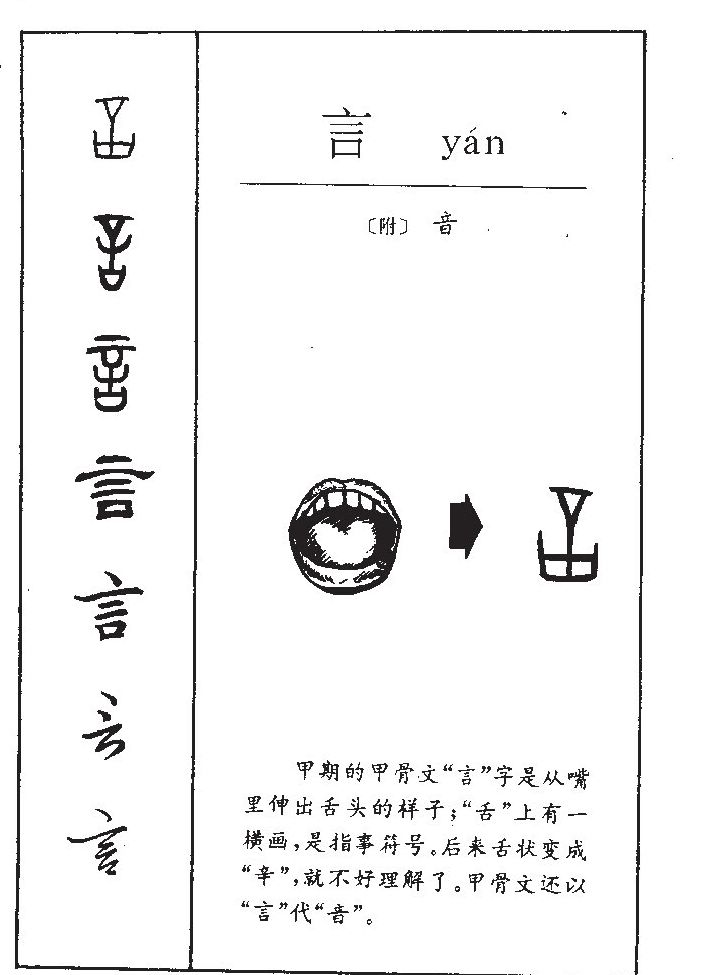 言 yán
〔附〕 音
甲期的甲骨文“言”字是从嘴
里伸出舌头的样子；“舌”上有一
横画，是指事符号。后来舌状变成
“辛”，就不好理解了。甲骨文还以
“言”代“音”。